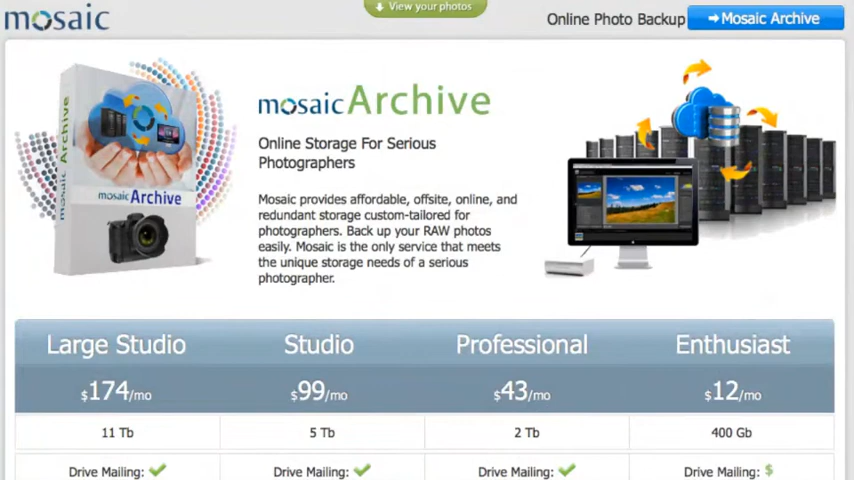 mosaic
View your photos
Online Photo Backup
Mosaic Archive
mosaic Archive
mosaicArchive
mosaicArchive
Online Storage For Serious
Photographers
Mosaic provides affordable, offsite, online, and
redundant storage custom-tailored for
photographers. Back up your RAW photos
easily. Mosaic is the only service that meets
the unique storage needs of a serious
photographer.
Large Studio Studio Professional Enthusiast
$174/mo $99/mo $43/mo $12/mo
11 Tb 5 Tb 2 Tb 400 Gb
Drive Mailing: ✔ Drive Mailing: ✔ Drive Mailing: ✔ Drive Mailing: $